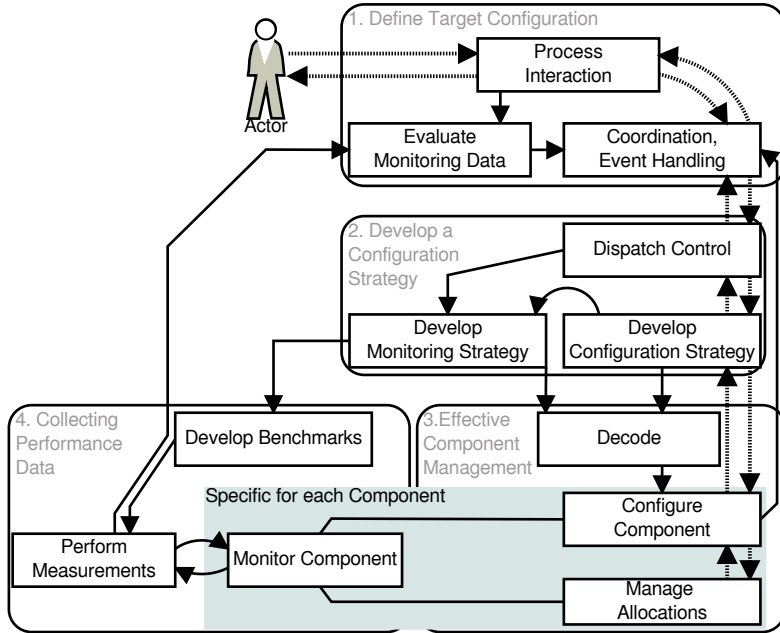 1. Define Target Configuration
Process
Interaction
Actor
Evaluate
Monitoring Data
Coordination,
Event Handling
2. Develop a
Configuration
Strategy
Dispatch Control
Develop
Monitoring Strategy
Develop
Configuration Strategy
4. Collecting
Performance
Data
Develop Benchmarks
3.Effective
Component
Management
Decode
Specific for each Component
Configure
Component
Perform
Measurements
Monitor Component
Manage
Allocations